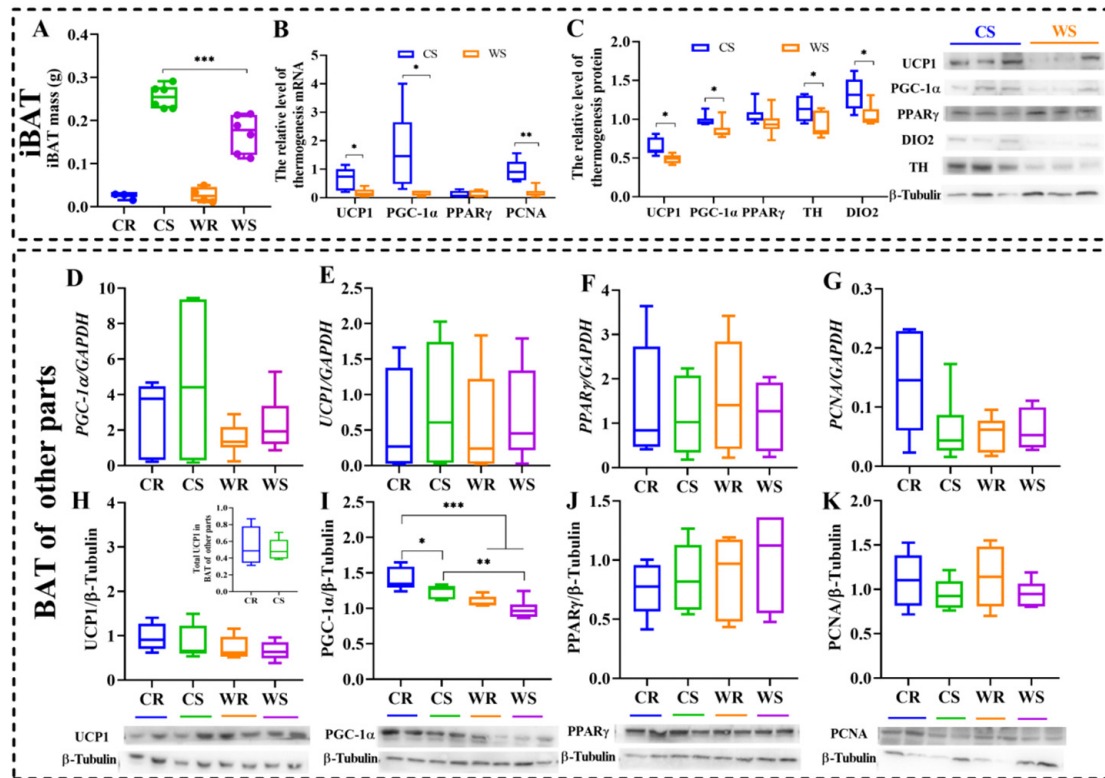 iBAT
A
iBAT mass (g)
0.4
0.3
0.2
0.1
0.0
***
CR CS WR WS
B
The relative level of
thermogenesis mRNA
CS WS
5
4
3
2
1
0
* * **
UCP1 PGC-1α PPARγ PCNA
C
The relative level of
thermogenesis protein
CS WS
2.0
1.5
1.0
0.5
0.0
* * * *
UCP1 PGC-1α PPARγ TH DIO2
CS WS
UCP1
PGC-1α
PPARγ
DIO2
TH
β-Tubulin
BAT of other parts
D
PGC-1α/GAPDH
10
8
6
4
2
0
CR CS WR WS
E
UCP1/GAPDH
2.5
2.0
1.5
1.0
0.5
0.0
CR CS WR WS
F
PPARγ/GAPDH
4
3
2
1
0
CR CS WR WS
G
PCNA/GAPDH
0.3
0.2
0.1
0.0
CR CS WR WS
H
UCP1/β-Tubulin
4
3
2
1
0
Total UCP1 in
BAT of other parts
1.0
0.8
0.6
0.4
0.2
0.0
CR CS
CR CS WR WS
UCP1
β-Tubulin
I
PGC-1α/β-Tubulin
2.5
2.0
1.5
1.0
0.5
0.0
***
*
**
CR CS WR WS
PGC-1α
β-Tubulin
J
PPARγ/β-Tubulin
1.5
1.0
0.5
0.0
CR CS WR WS
PPARγ
β-Tubulin
K
PCNA/β-Tubulin
2.0
1.5
1.0
0.5
0.0
CR CS WR WS
PCNA
β-Tubulin